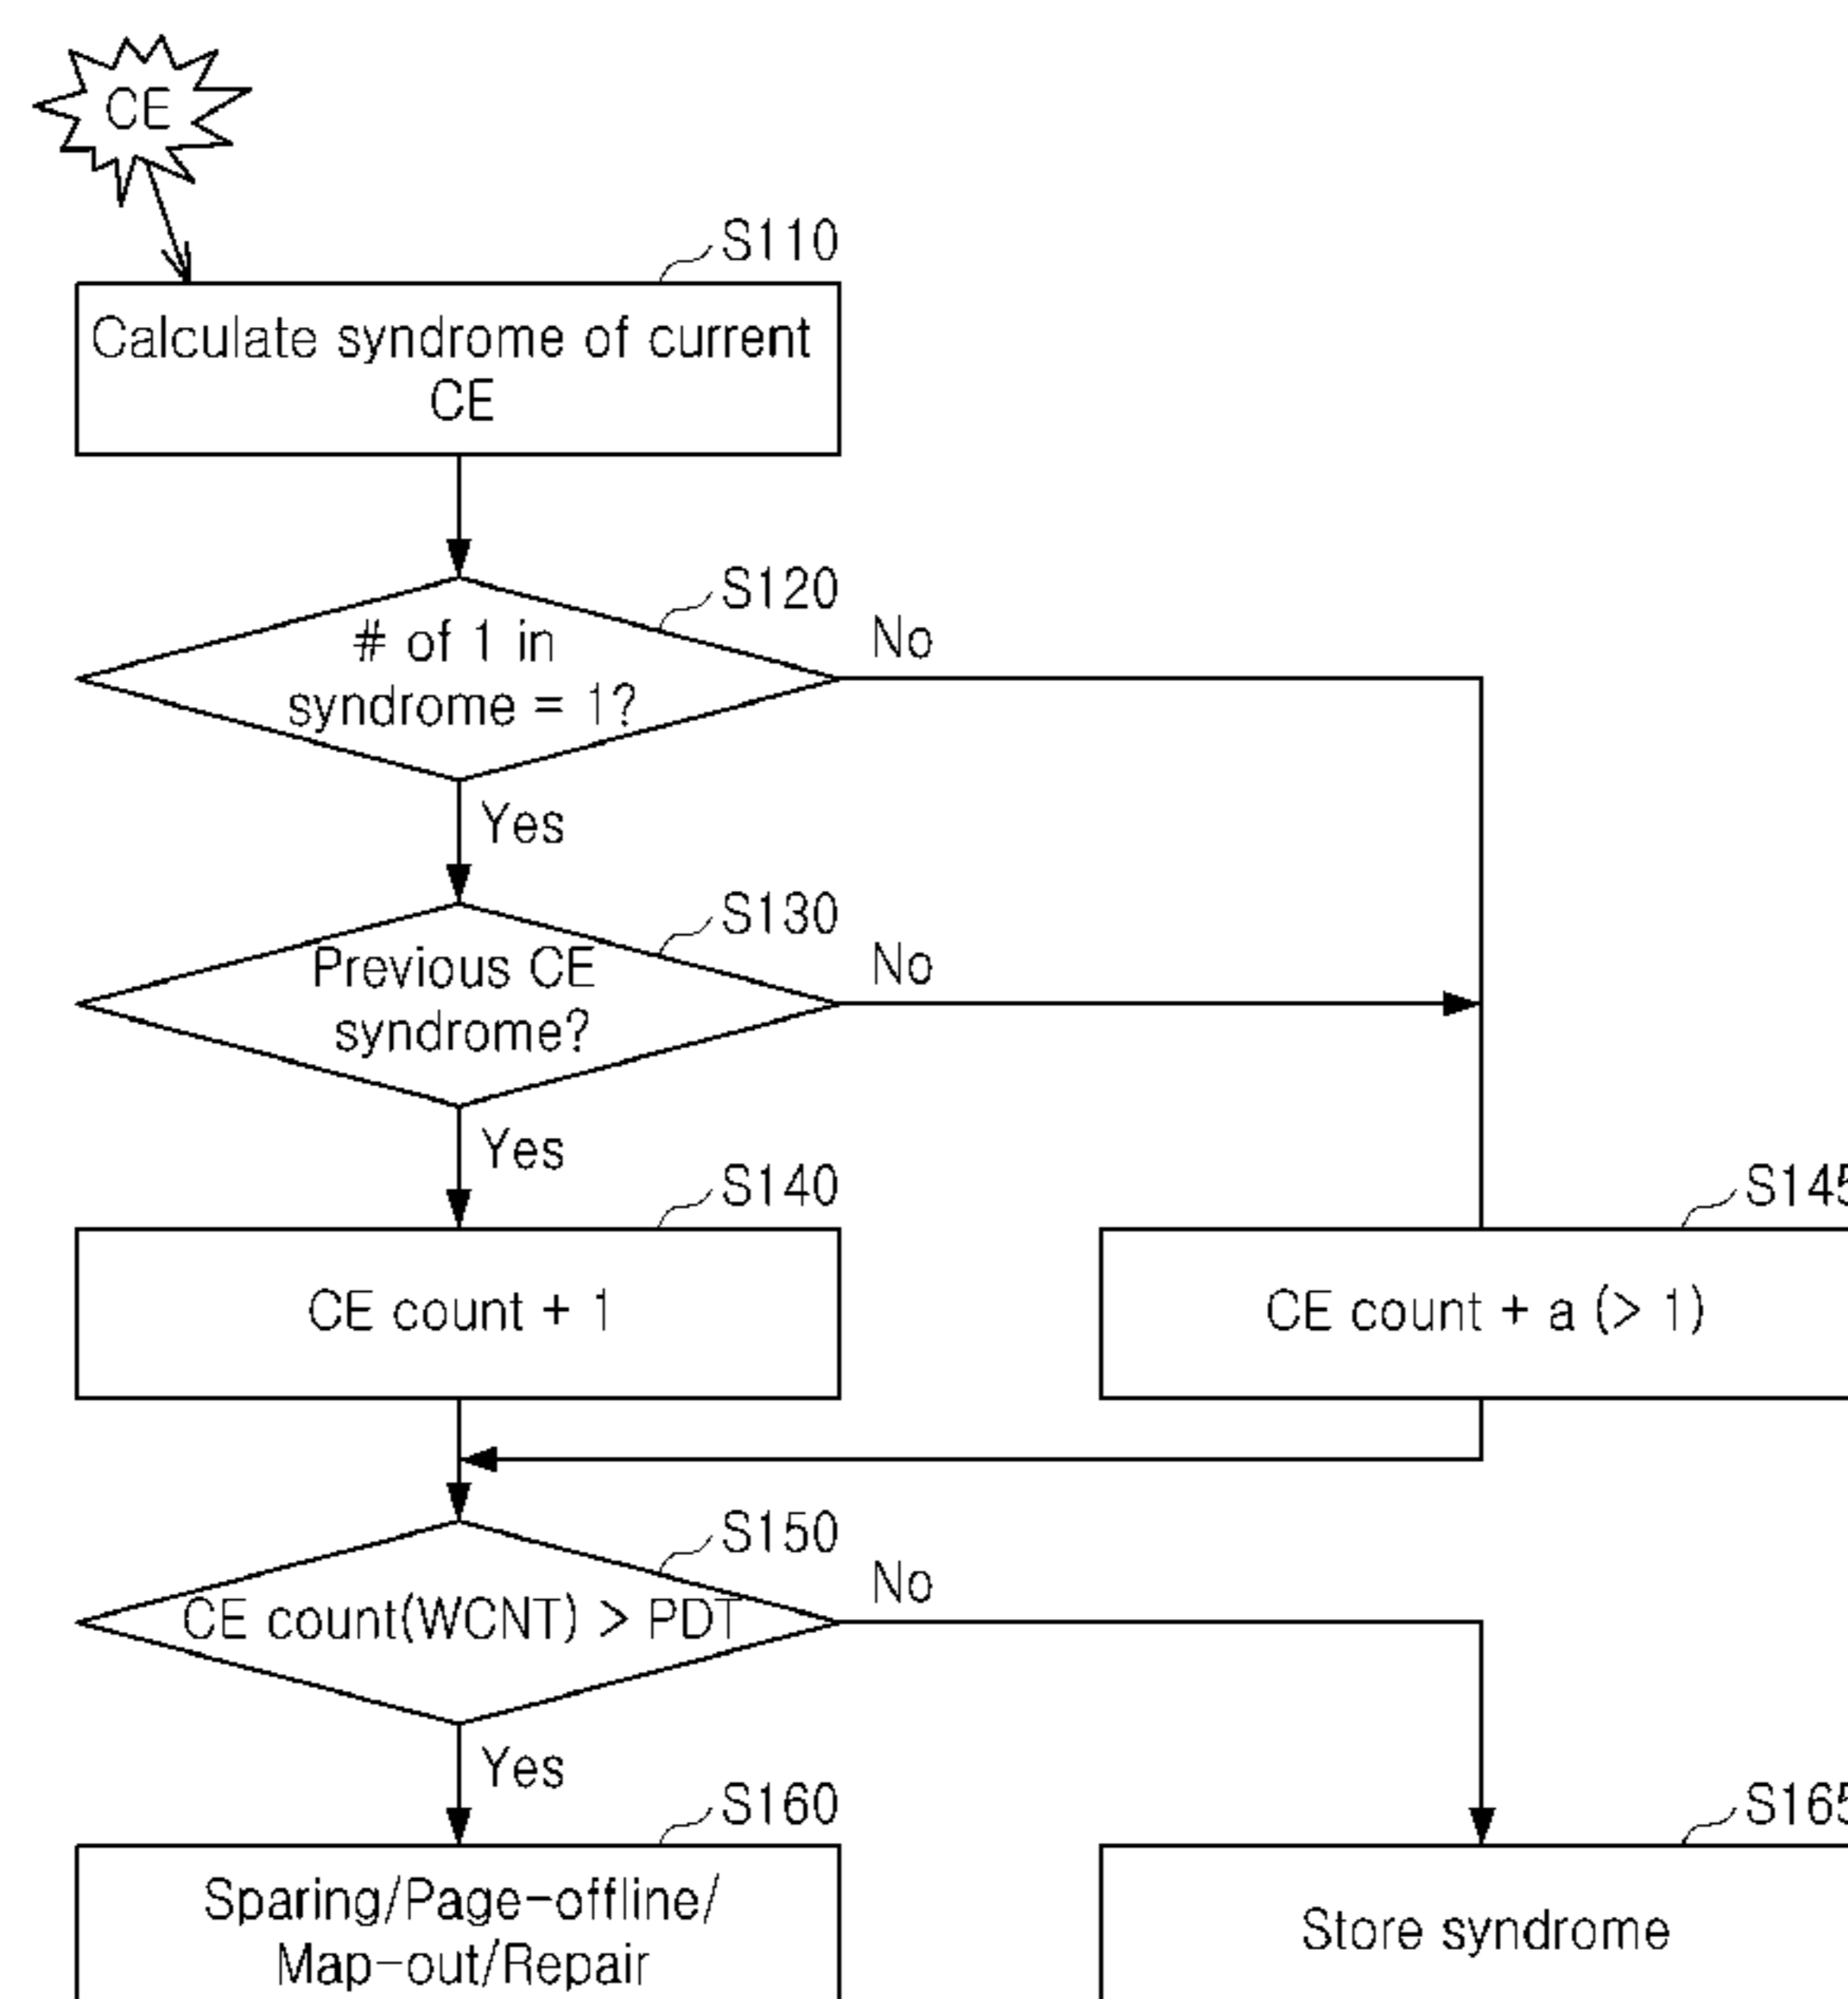 CE
S110
Calculate syndrome of current
CE
S120
# of 1 in
syndrome = 1?
No
Yes
S130
Previous CE
syndrome?
No
Yes
S140
CE count + 1
S145
CE count + a (> 1)
S150
CE count(WCNT) > PDT
No
Yes
S160
Sparing/Page-offline/
Map-out/Repair
S165
Store syndrome